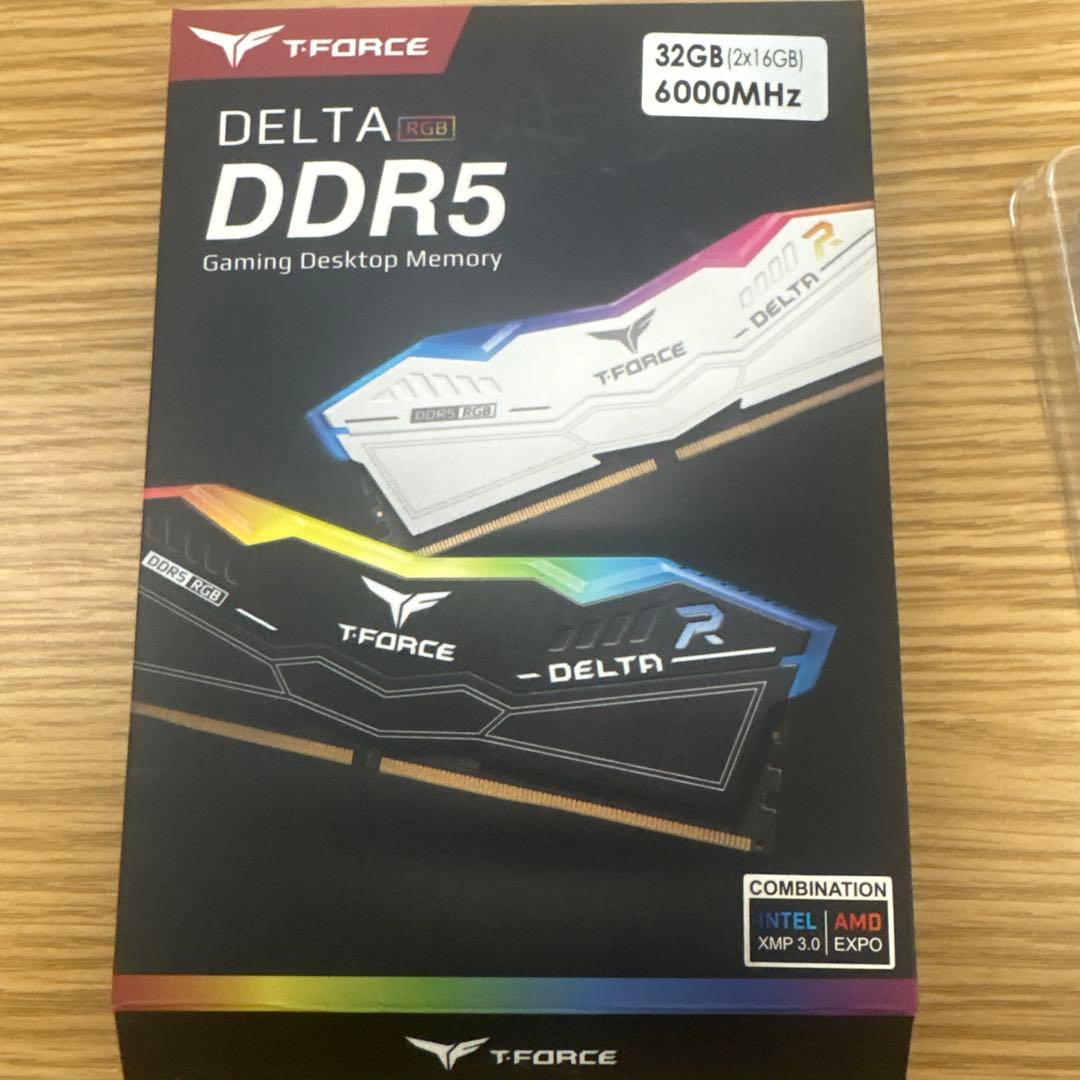 T·FORCE
32GB (2x16GB)
6000MHz
DELTA RGB
DDR5
Gaming Desktop Memory
R
DELTA
T·FORCE
DDR5 RGB
DDR5 RGB
T·FORCE
R
DELTA
COMBINATION
INTEL AMD
XMP 3.0 EXPO
T·FORCE